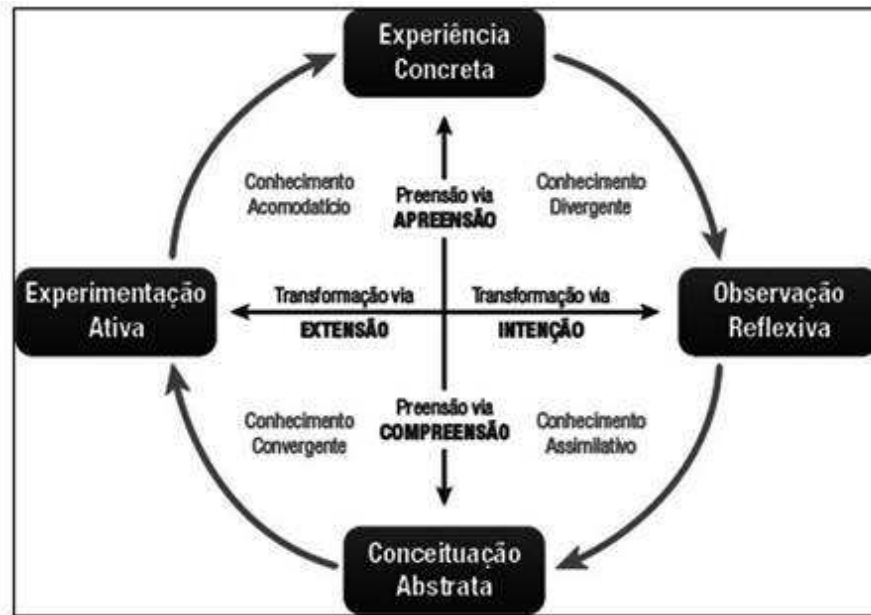 Experiência
Concreta
Conhecimento
Acomodatício
Preensão via
APREENSÃO
Conhecimento
Divergente
Experimentação
Ativa
Transformação via
EXTENSÃO
Transformação via
INTENÇÃO
Observação
Reflexiva
Conhecimento
Convergente
Preensão via
COMPREENSÃO
Conhecimento
Assimilativo
Conceituação
Abstrata